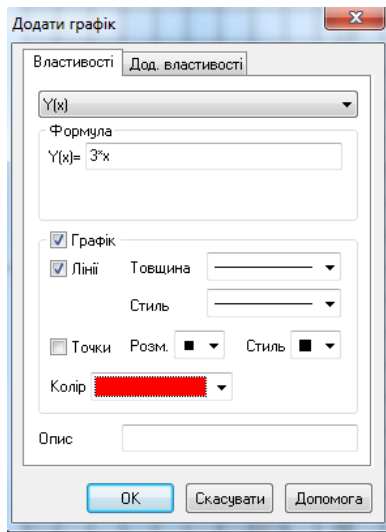 Додати графік
Властивості Дод. властивості
Y(x)
Формула
Y(x)= 3*x
Графік
Лінії Товщина
Стиль
Точки Розм. Стиль
Колір
Опис
OK Скасувати Допомога